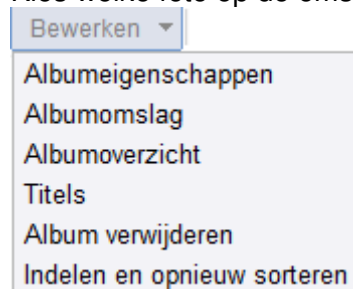 Bewerken
Albumeigenschappen
Albumomslag
Albumoverzicht
Titels
Album verwijderen
Indelen en opnieuw sorteren